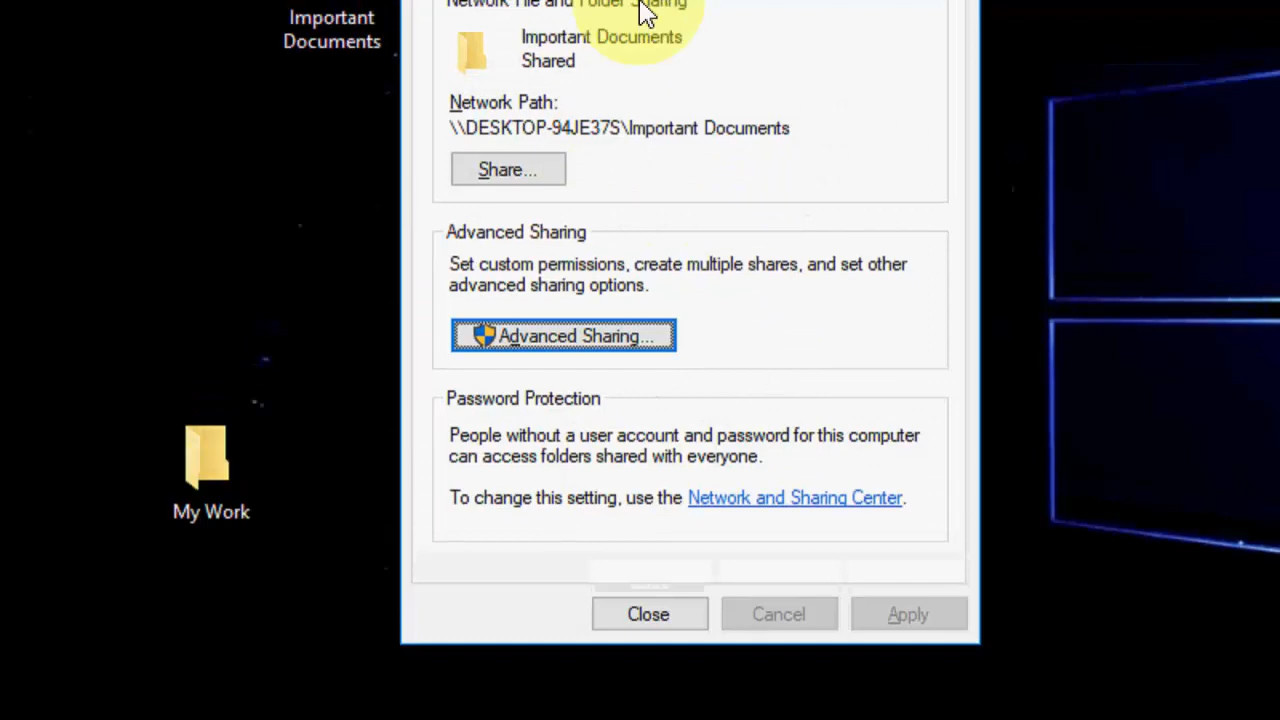 Important
Documents
Network File and Folder Sharing
Important Documents
Shared
Network Path:
\\DESKTOP-94JE37S\Important Documents
Share...
Advanced Sharing
Set custom permissions, create multiple shares, and set other
advanced sharing options.
Advanced Sharing...
Password Protection
People without a user account and password for this computer
can access folders shared with everyone.
To change this setting, use the Network and Sharing Center.
My Work
Close
Cancel
Apply